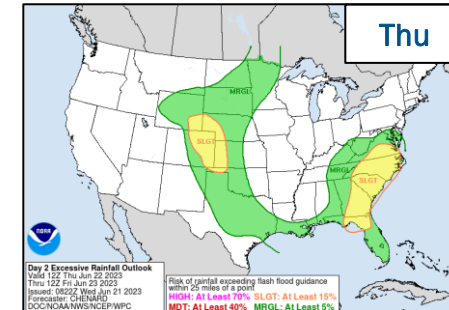 Thu
MRGL
SLGT
MRGL
SLGT
NOAA
Day 2 Excessive Rainfall Outlook
Valid 12Z Thu Jun 22 2023
Thru 12Z Fri Jun 23 2023
Issued: 0822Z Wed Jun 21 2023
Forecaster: CHENARD
DOC/NOAA/NWS/NCEP/WPC
Risk of rainfall exceeding flash flood guidance
within 25 miles of a point
HIGH: At Least 70% SLGT: At Least 15%
MDT: At Least 40% MRGL: At Least 5%